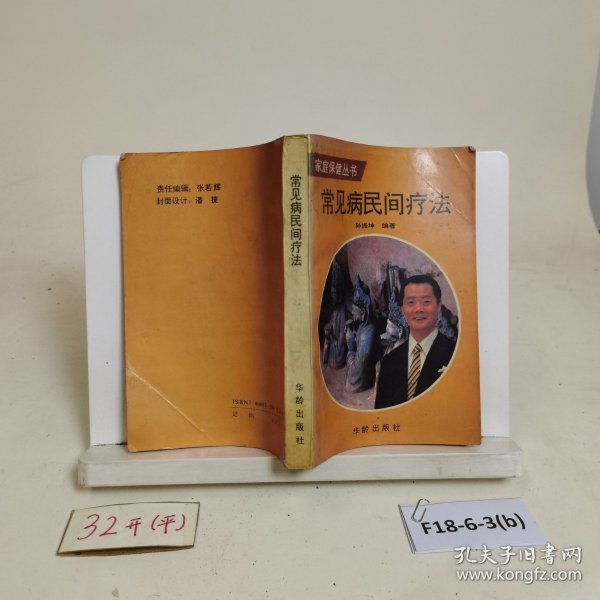 责任编辑：张若辉
封面设计：潘 捷
常见病民间疗法
华龄出版社
家庭保健丛书
常见病民间疗法
孙振坤 编著
华龄出版社
32开(平)
F18-6-3(b)
孔夫子旧书网
www.kongfz.com